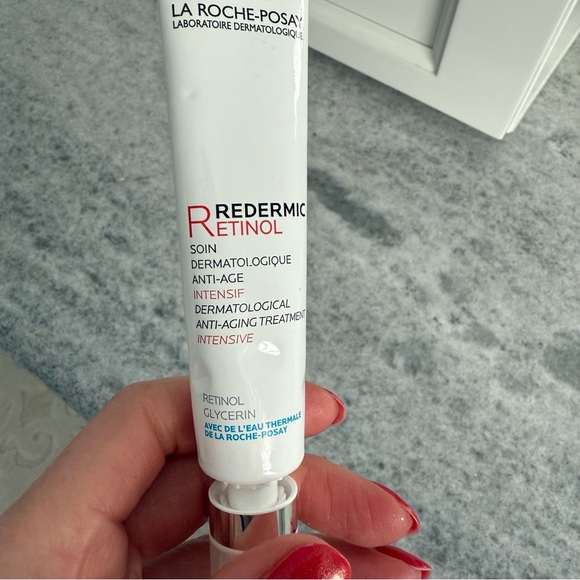 LA ROCHE-POSAY
LABORATOIRE DERMATOLOGIQUE
REDERMIC
RETINOL
SOIN
DERMATOLOGIQUE
ANTI-AGE
INTENSIF
DERMATOLOGICAL
ANTI-AGING TREATMENT
INTENSIVE
RETINOL
GLYCERIN
AVEC DE L'EAU THERMALE
DE LA ROCHE-POSAY